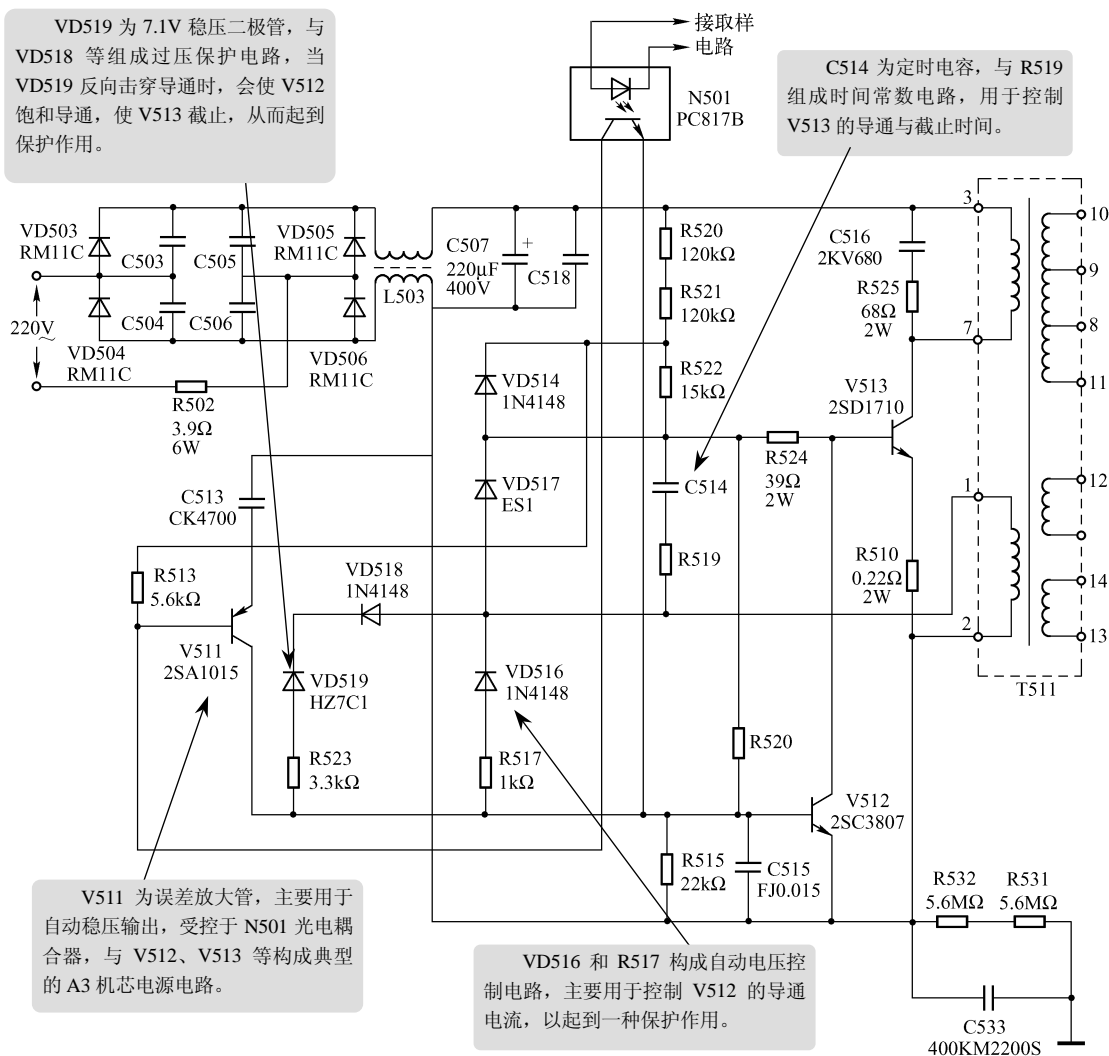 VD519 为 7.1V 稳压二极管，与
VD518 等组成过压保护电路，当
VD519 反向击穿导通时，会使 V512
饱和导通，使 V513 截止，从而起到
保护作用。
接取样
电路
N501
PC817B
C514 为定时电容，与 R519
组成时间常数电路，用于控制
V513 的导通与截止时间。
VD503
RM11C
C503
C505
VD505
RM11C
C504
C506
220V
~
VD504
RM11C
VD506
RM11C
R502
3.9Ω
6W
L503
C507
220μF
400V
+
C518
R520
120kΩ
R521
120kΩ
R522
15kΩ
C516
2KV680
R525
68Ω
2W
3
7
10
9
8
11
VD514
1N4148
V513
2SD1710
R524
39Ω
2W
VD517
ES1
C514
C513
CK4700
1
12
R513
5.6kΩ
VD518
1N4148
R519
R510
0.22Ω
2W
2
14
13
T511
V511
2SA1015
VD519
HZ7C1
VD516
1N4148
R523
3.3kΩ
R517
1kΩ
R520
V512
2SC3807
R515
22kΩ
C515
FJ0.015
R532
5.6MΩ
R531
5.6MΩ
C533
400KM2200S
V511 为误差放大管，主要用于
自动稳压输出，受控于 N501 光电耦
合器，与 V512、V513 等构成典型
的 A3 机芯电源电路。
VD516 和 R517 构成自动电压控
制电路，主要用于控制 V512 的导通
电流，以起到一种保护作用。